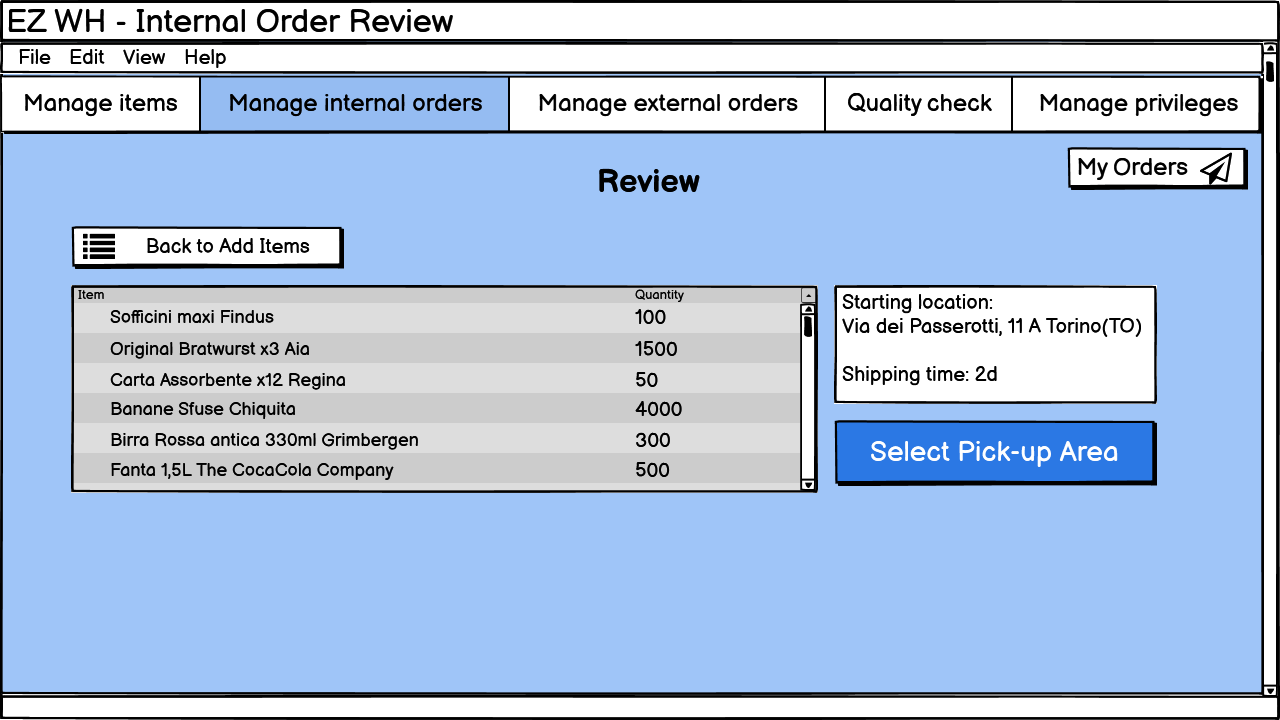 EZ WH - Internal Order Review
File Edit View Help
Manage items Manage internal orders Manage external orders Quality check Manage privileges
My Orders
Review
Back to Add Items
Item Quantity
Sofficini maxi Findus 100
Original Bratwurst x3 Aia 1500
Carta Assorbente x12 Regina 50
Banane Sfuse Chiquita 4000
Birra Rossa antica 330ml Grimbergen 300
Fanta 1,5L The CocaCola Company 500
Starting location:
Via dei Passerotti, 11 A Torino(TO)
Shipping time: 2d
Select Pick-up Area